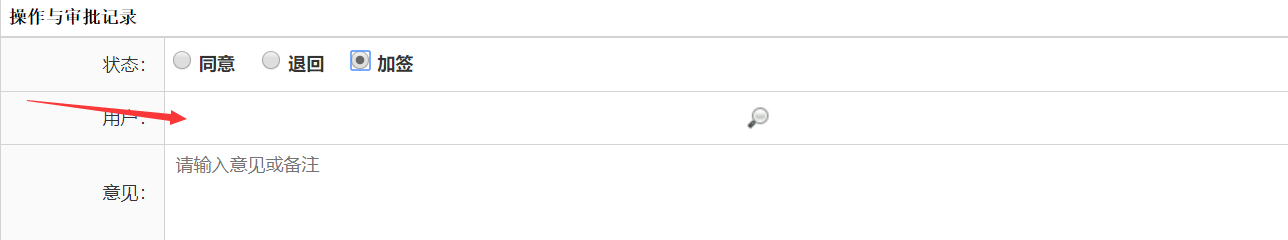 操作与审批记录
状态： 同意 退回 加签
用户：
请输入意见或备注
意见：